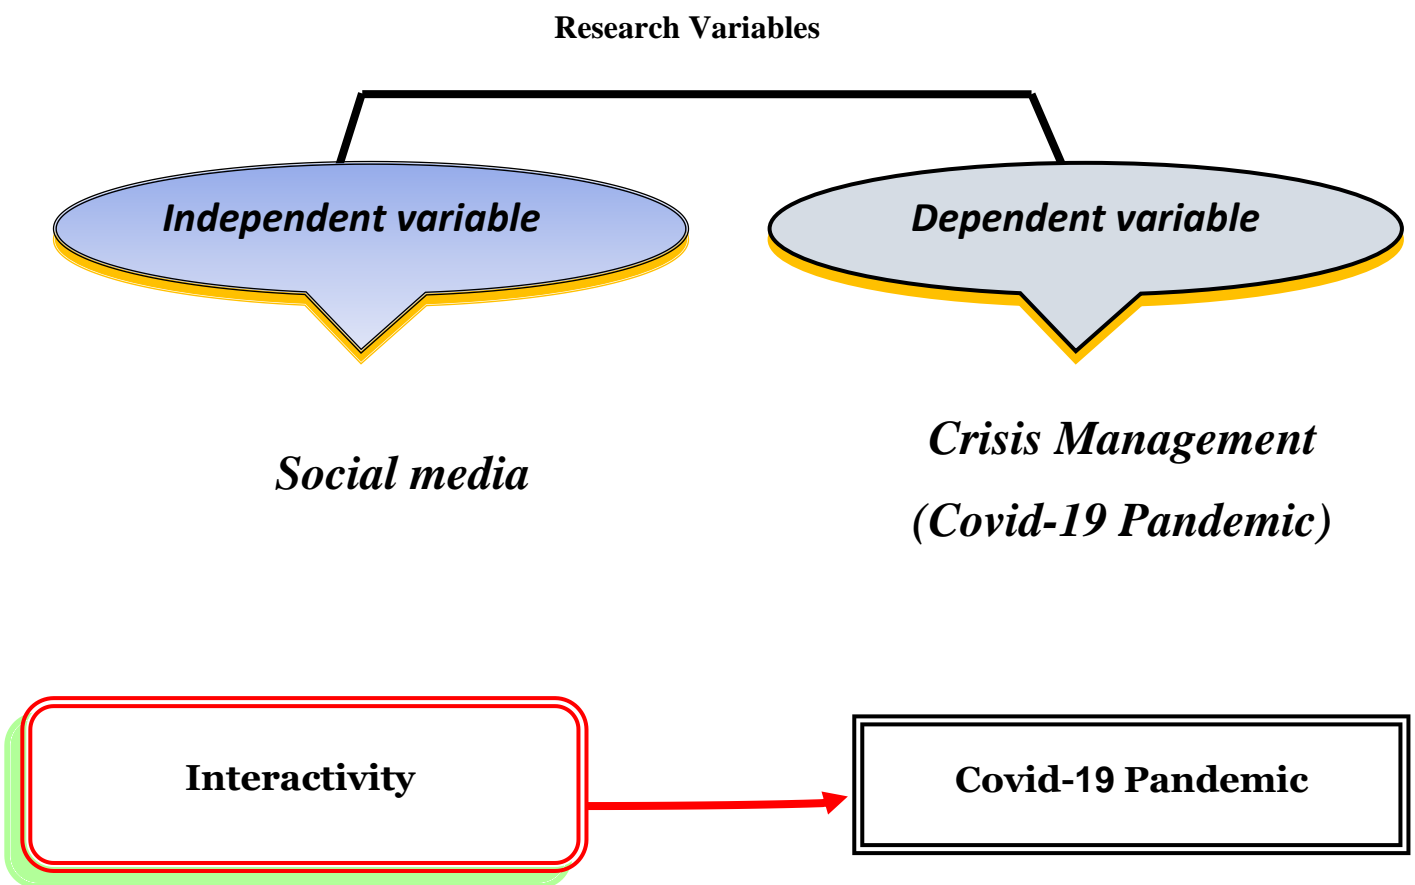 Research Variables
Independent variable
Dependent variable
Social media
Crisis Management
(Covid-19 Pandemic)
Interactivity
Covid-19 Pandemic